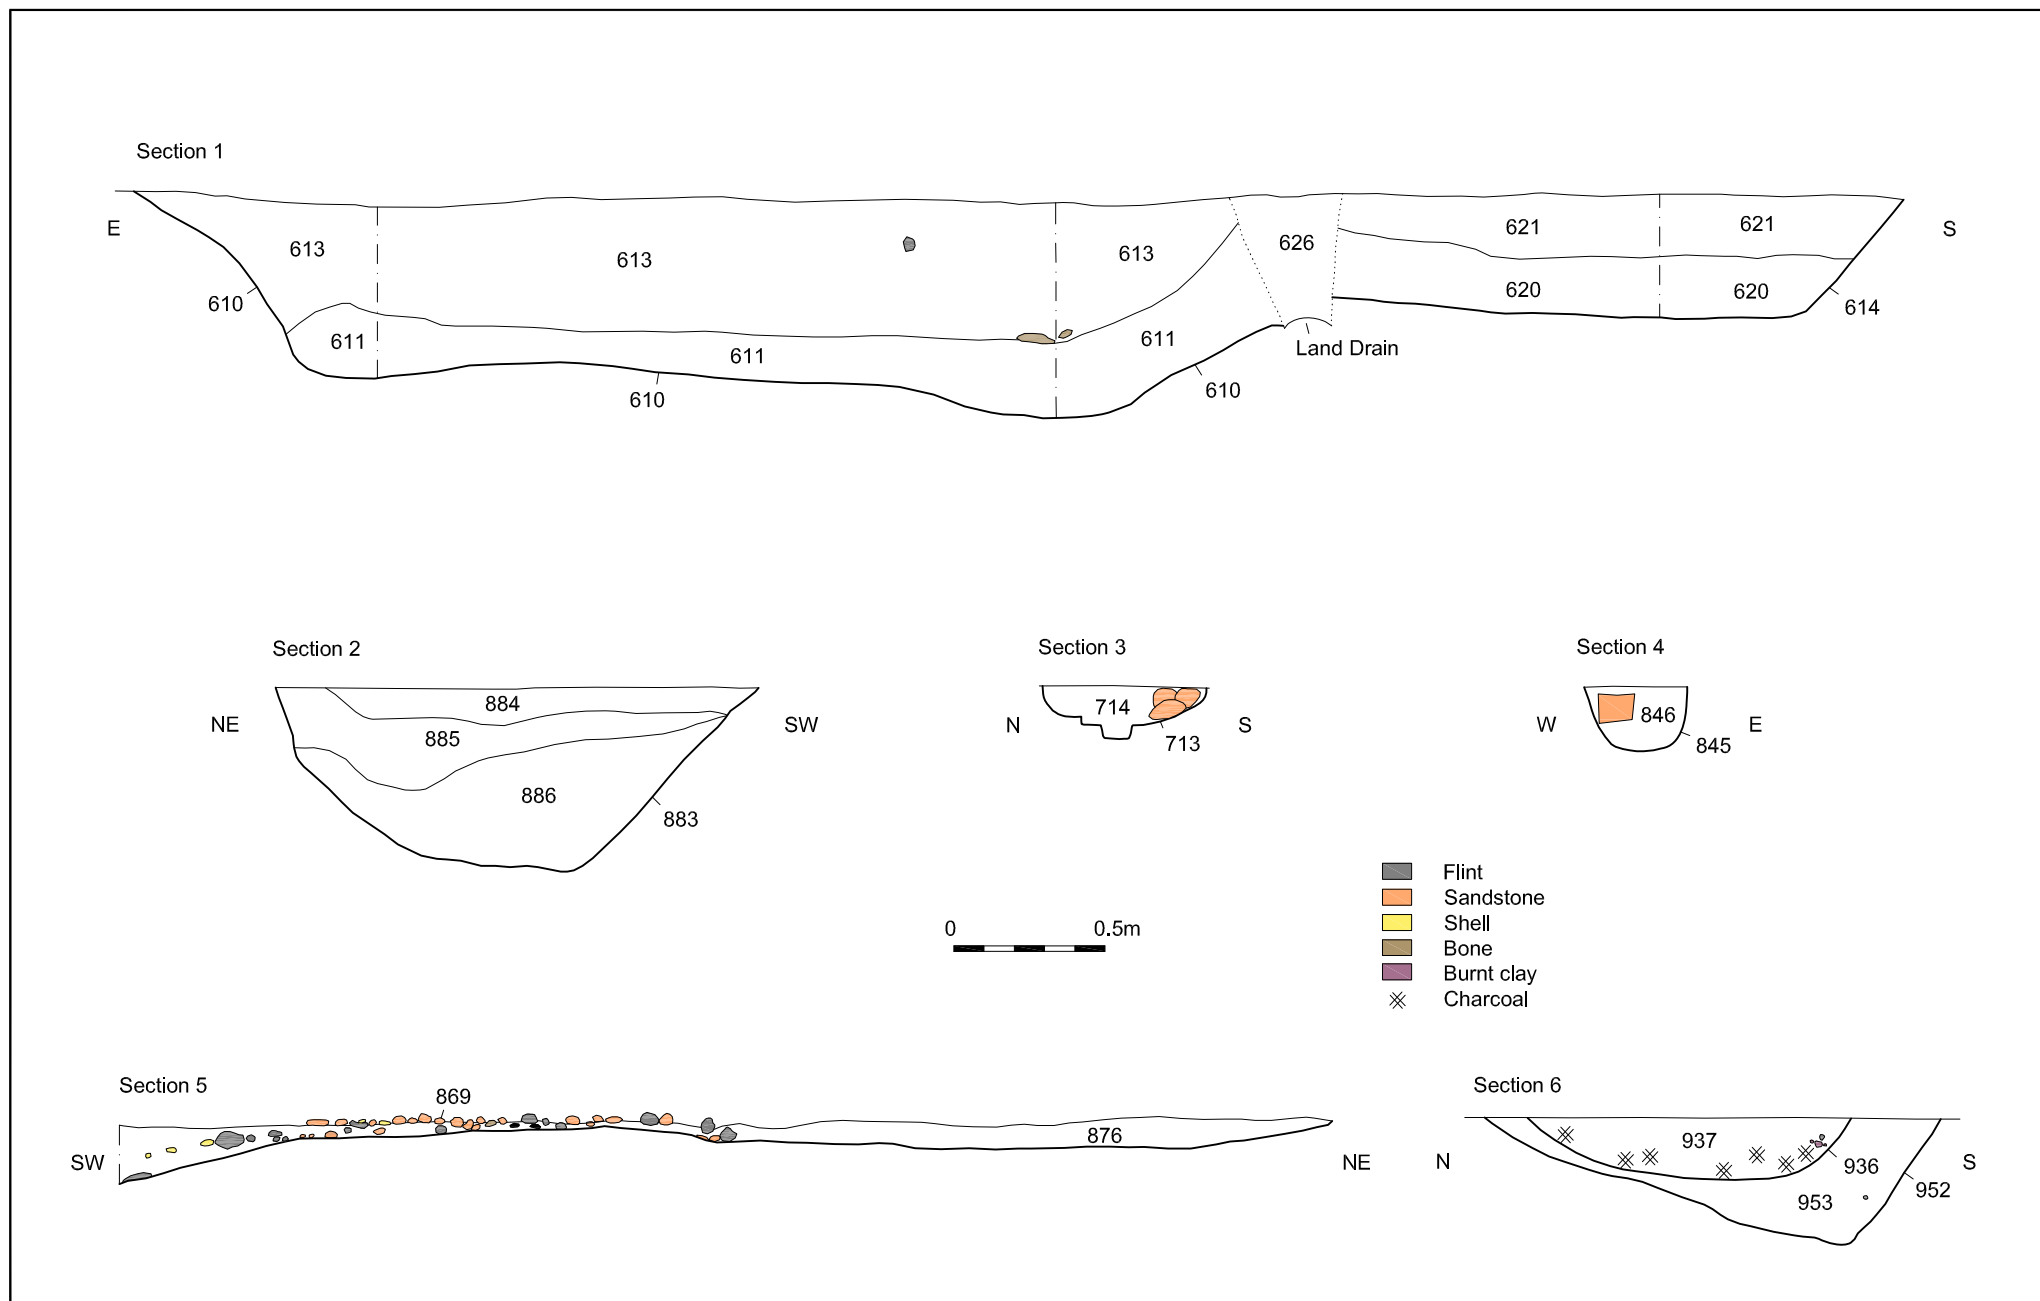 Section 1
E
613
613
613
626
621
621
S
610
611
611
611
620
620
614
Land Drain
610
610
Section 2
Section 3
Section 4
NE
884
885
886
883
SW
N
714
713
S
W
846
845
E
0 0.5m
Flint
Sandstone
Shell
Bone
Burnt clay
Charcoal
Section 5
869
876
SW
NE
Section 6
N
937
936
953
952
S